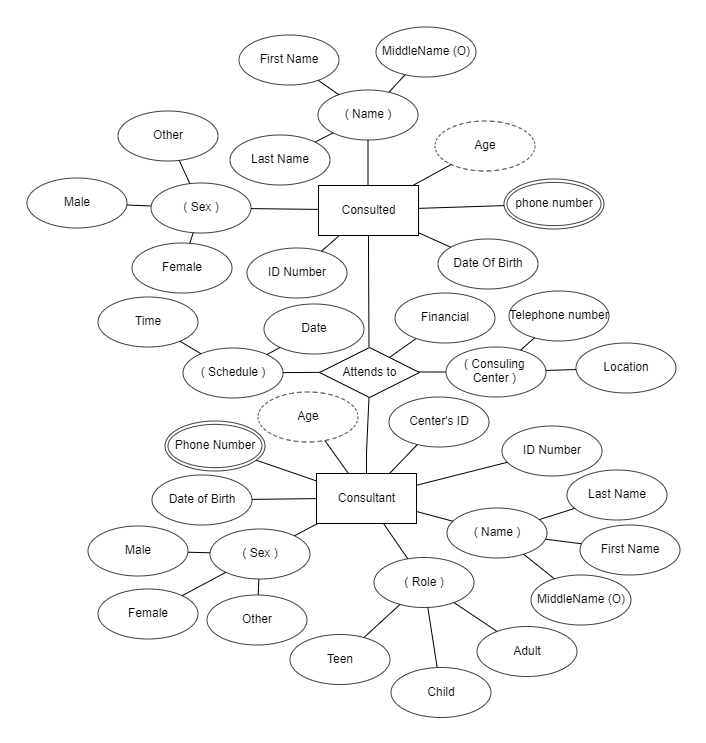 First Name
MiddleName (O)
( Name )
Other
Last Name
Age
Male
( Sex )
Consulted
phone number
Female
ID Number
Date Of Birth
Time
Date
Financial
Telephone number
( Schedule )
Attends to
( Consuling
Center )
Location
Age
Center's ID
Phone Number
ID Number
Date of Birth
Consultant
Last Name
( Name )
Male
( Sex )
First Name
( Role )
MiddleName (O)
Female
Other
Teen
Adult
Child